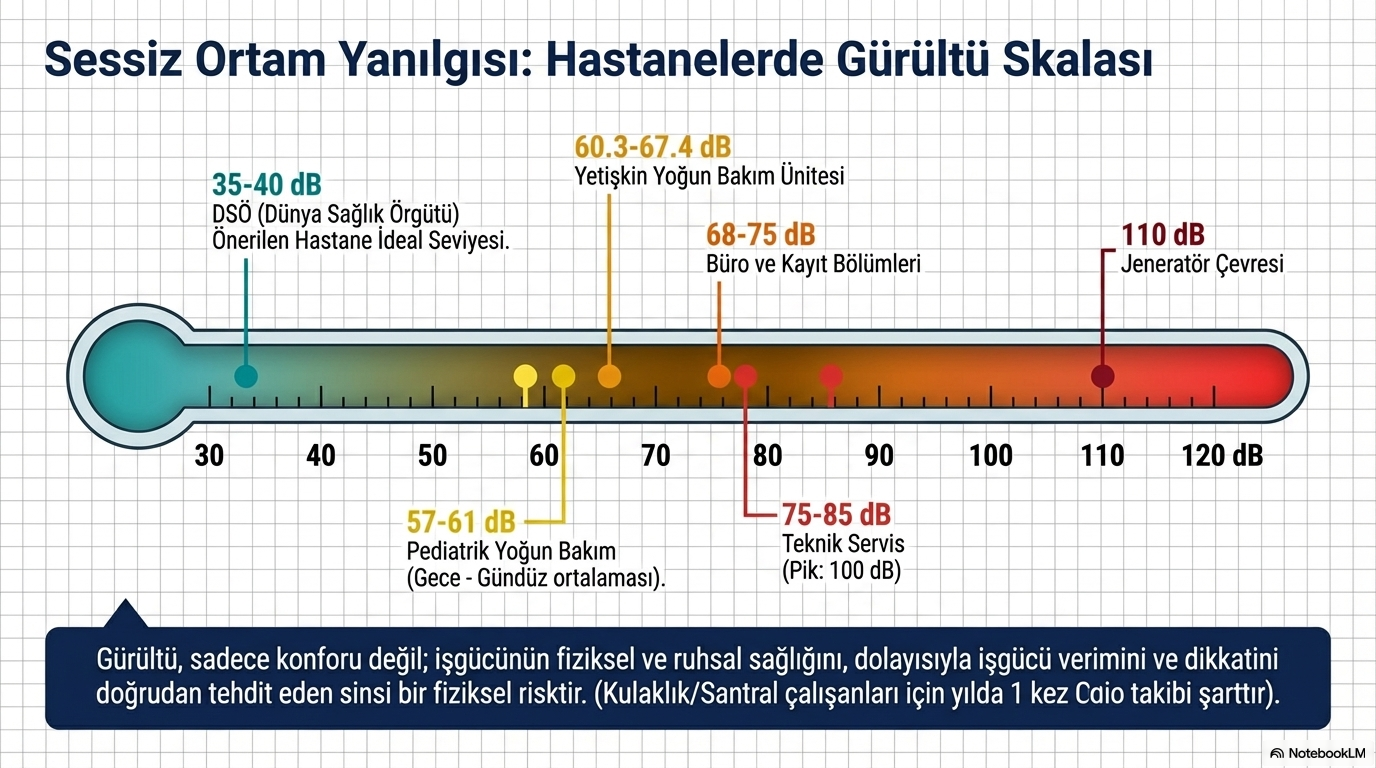 Sessiz Ortam Yanılgısı: Hastanelerde Gürültü Skalası
60.3-67.4 dB
Yetişkin Yoğun Bakım Ünitesi
35-40 dB
DSÖ (Dünya Sağlık Örgütü)
Önerilen Hastane İdeal Seviyesi.
68-75 dB
Büro ve Kayıt Bölümleri
110 dB
Jeneratör Çevresi
30 40 50 60 70 80 90 100 110 120 dB
57-61 dB
Pediatrik Yoğun Bakım
(Gece - Gündüz ortalaması).
75-85 dB
Teknik Servis
(Pik: 100 dB)
Gürültü, sadece konforu değil; işgücünün fiziksel ve ruhsal sağlığını, dolayısıyla işgücü verimini ve dikkatini
doğrudan tehdit eden sinsi bir fiziksel risktir. (Kulaklık/Santral çalışanları için yılda 1 kez takibi şarttır).
NotebookLM